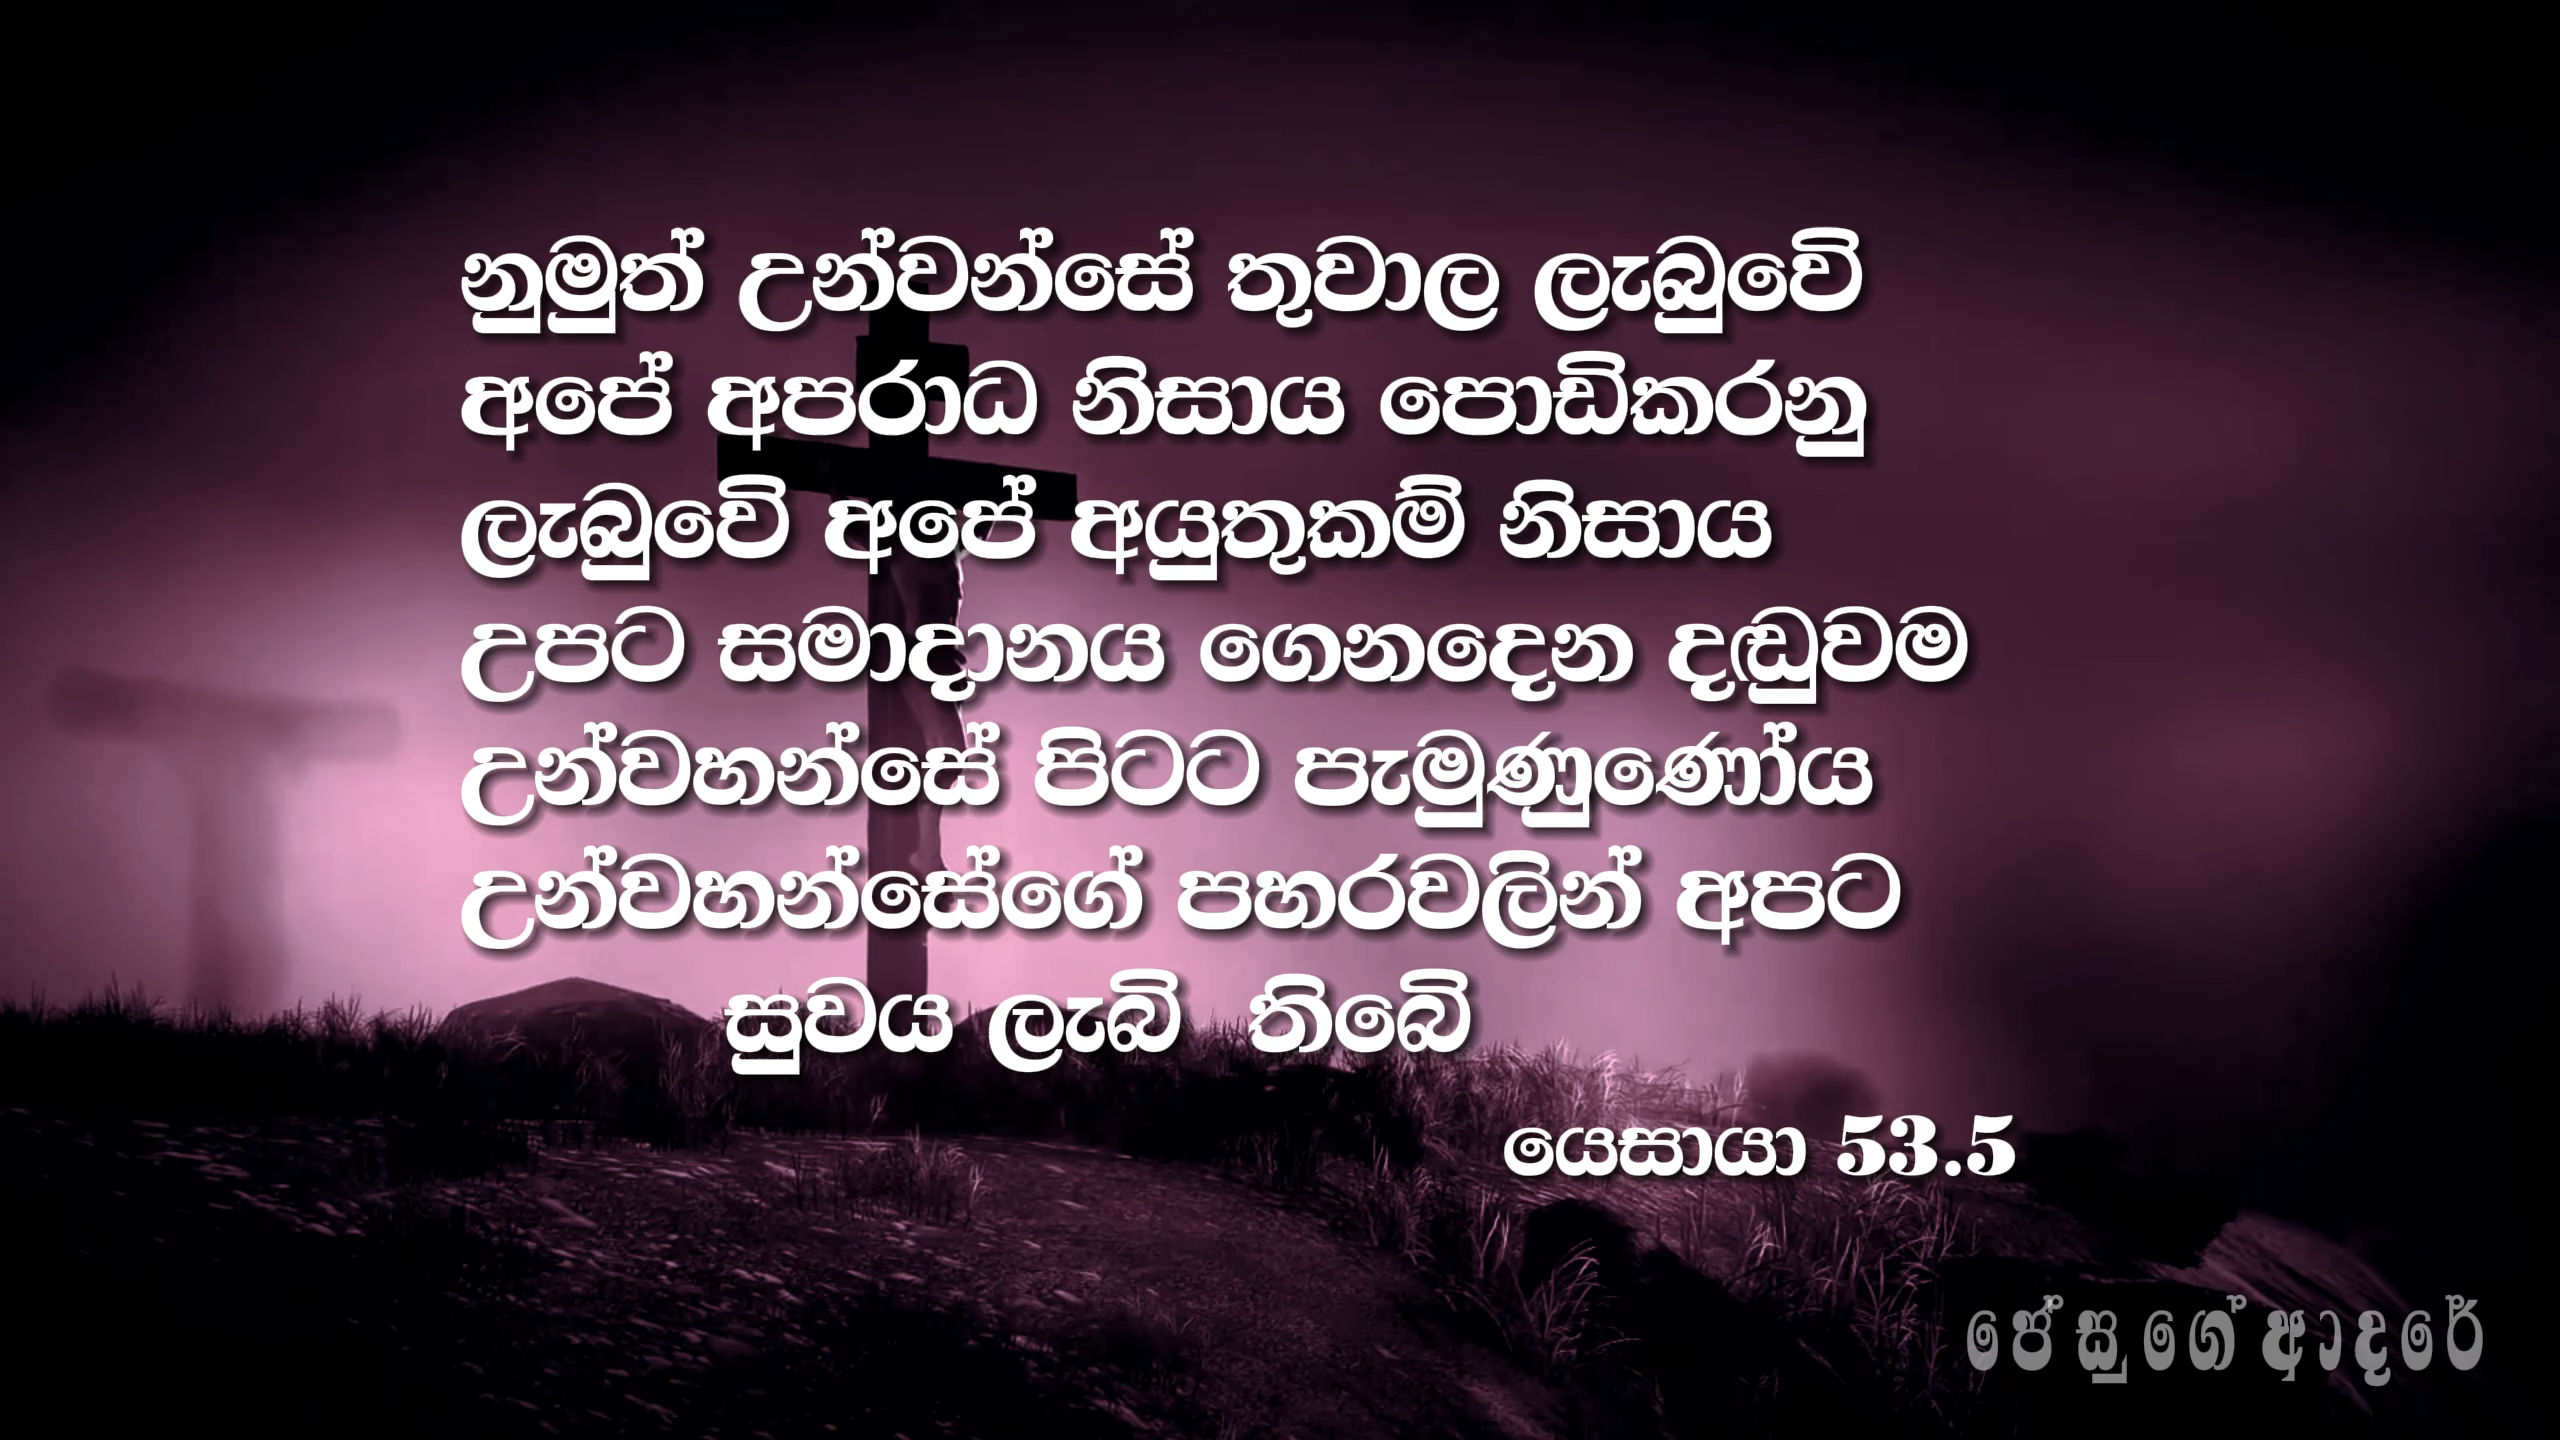 නුමුත් උන්වන්සේ තුවාල ලැබුවේ
අපේ අපරාධ නිසාය පොඩිකරනු
ලැබුවේ අපේ අයුතුකම් නිසාය
උපට සමාදානය ගෙනදෙන දඬුවම
උන්වහන්සේ පිටට පැමුණුණෝය
උන්වහන්සේගේ පහරවලින් අපට
සුවය ලැබි තිබේ
යෙසායා 53.5
ජේසුගේ ආදරේ